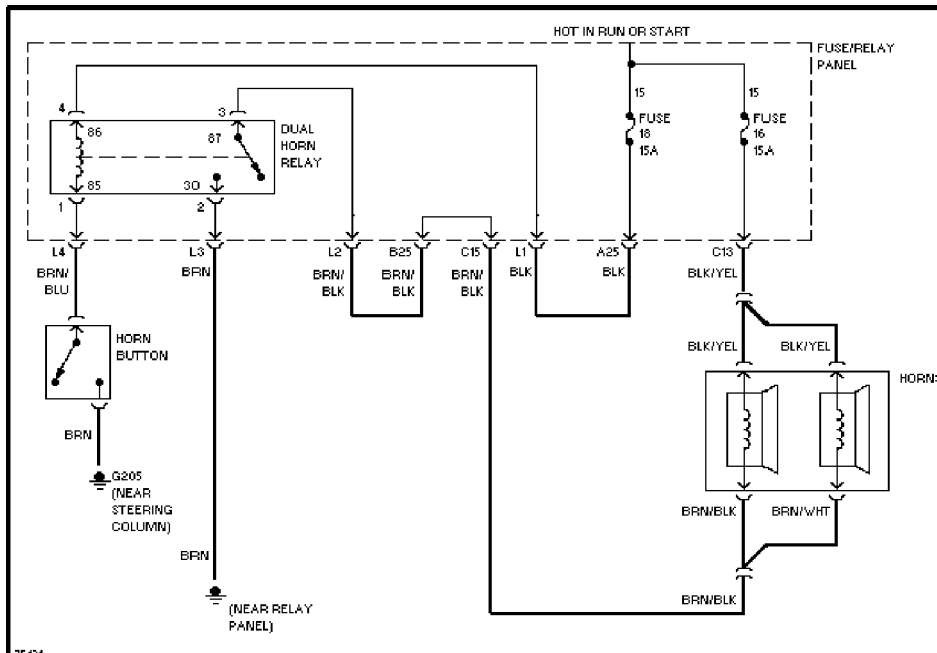 HOT IN RUN OR START
FUSE/RELAY
PANEL
15
15
FUSE
18
15A
FUSE
16
15A
4
3
86
87
85
30
DUAL
HORN
RELAY
1
2
L4
L3
L2
B25
C15
L1
A25
C13
BRN/
BLU
BRN
BRN/
BLK
BRN/
BLK
BRN/
BLK
BLK
BLK
BLK/YEL
HORN
BUTTON
BLK/YEL
BLK/YEL
HORN
BRN
G205
(NEAR
STEERING
COLUMN)
BRN/BLK
BRN/WHT
BRN
(NEAR RELAY
PANEL)
BRN/BLK